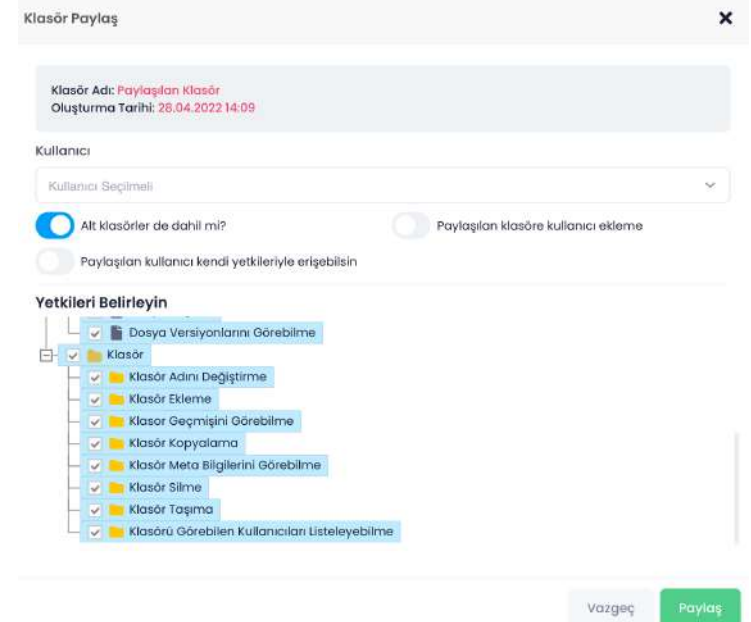 Klasör Paylaş
Klasör Adı: Paylaşılan Klasör
Oluşturma Tarihi: 28.04.2022 14:09
Kullanıcı
Kullanıcı Seçilmeli
Alt klasörler de dahil mi?
Paylaşılan klasöre kullanıcı ekleme
Paylaşılan kullanıcı kendi yetkileriyle erişebilsin
Yetkileri Belirleyin
Dosya Versiyonlarını Görebilme
Klasör
Klasör Adını Değiştirme
Klasör Ekleme
Klasor Geçmişini Görebilme
Klasör Kopyalama
Klasör Meta Bilgilerini Görebilme
Klasör Silme
Klasör Taşıma
Klasörü Görebilen Kullanıcıları Listeleyebilme
Vazgeç
Paylaş